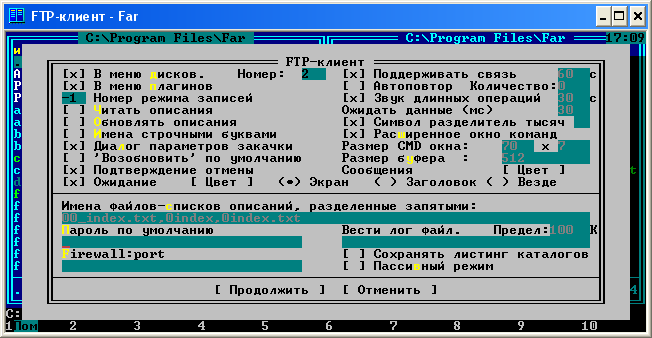 FTP-клиент - Far
C:\Program Files\Far C:\Program Files\Far 17:09
FTP-клиент
[x] В меню дисков. Номер: 2 [x] Поддерживать связь 60 с
[x] В меню плагинов [ ] Автоповтор Количество:0
-1 Номер режима записей [x] Звук длинных операций 30 с
[ ] Читать описания Ожидать данные (мс) 30
[ ] Обновлять описания [x] Символ разделитель тысяч
[ ] Имена строчными буквами [x] Расширенное окно команд
[x] Диалог параметров закачки Размер CMD окна: 70 x 7
[ ] 'Возобновить' по умолчанию Размер буфера : 512
[x] Подтверждение отмены Сообщения [ Цвет ]
[x] Ожидание [ Цвет ] (•) Экран ( ) Заголовок ( ) Везде
Имена файлов-списков описаний, разделенные запятыми:
00_index.txt,0index,0index.txt
Пароль по умолчанию Вести лог файл. Предел:100 К
Firewall:port [ ] Сохранять листинг каталогов
[ ] Пассивный режим
[ Продолжить ] [ Отменить ]
C:
1Пом 2 3 4 5 6 7 8 9 10